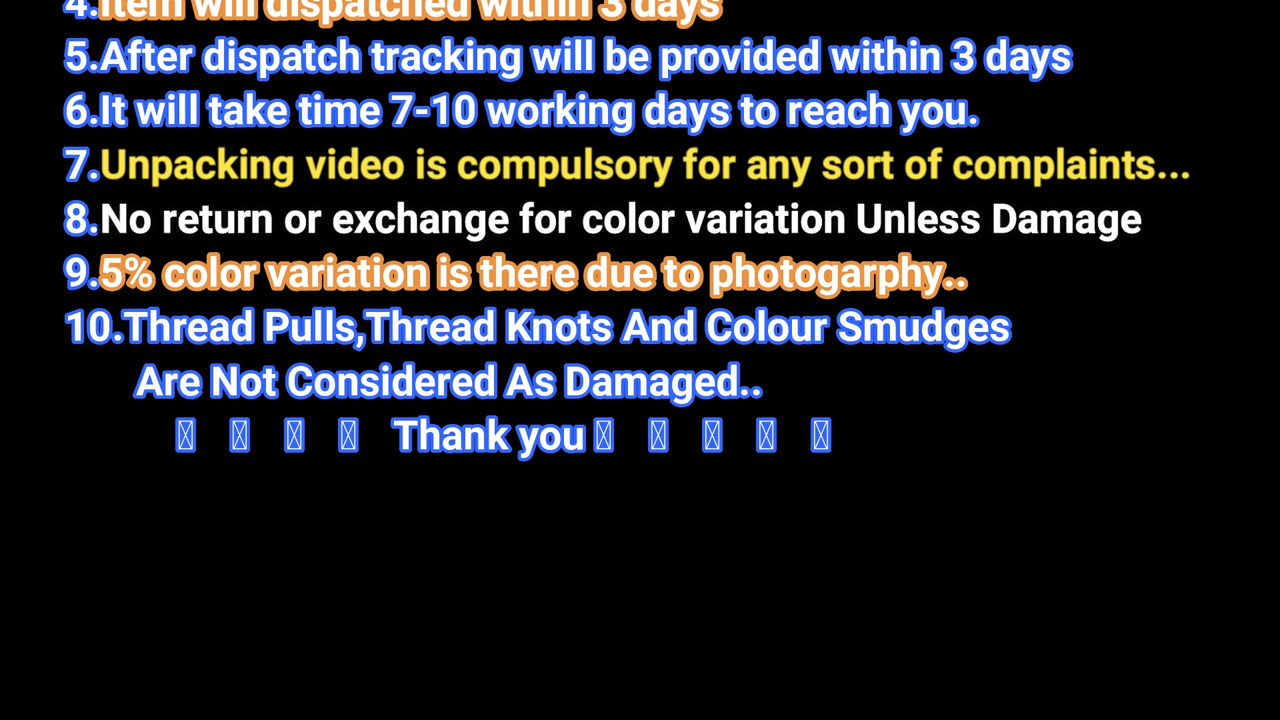 4.Item will dispatched within 3 days
5.After dispatch tracking will be provided within 3 days
6.It will take time 7-10 working days to reach you.
7.Unpacking video is compulsory for any sort of complaints...
8.No return or exchange for color variation Unless Damage
9.5% color variation is there due to photogarphy..
10.Thread Pulls,Thread Knots And Colour Smudges
Are Not Considered As Damaged..
Thank you